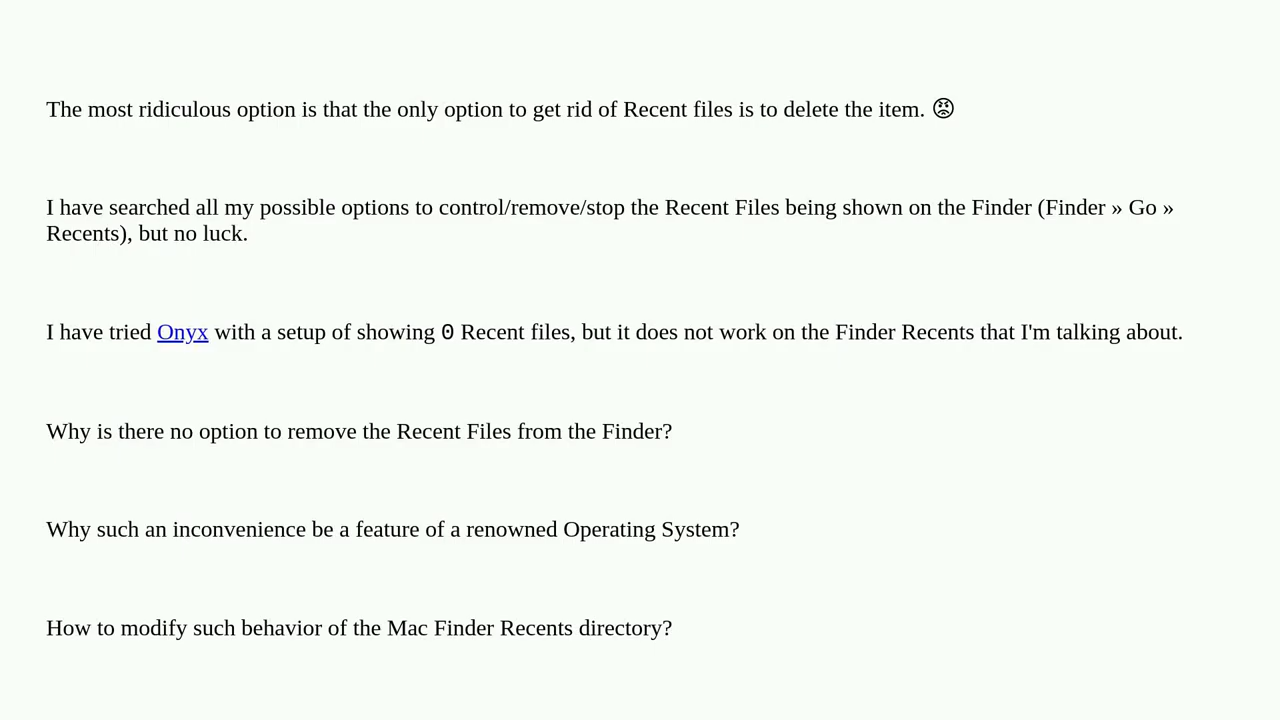 The most ridiculous option is that the only option to get rid of Recent files is to delete the item. 😡
I have searched all my possible options to control/remove/stop the Recent Files being shown on the Finder (Finder » Go »
Recents), but no luck.
I have tried Onyx with a setup of showing 0 Recent files, but it does not work on the Finder Recents that I'm talking about.
Why is there no option to remove the Recent Files from the Finder?
Why such an inconvenience be a feature of a renowned Operating System?
How to modify such behavior of the Mac Finder Recents directory?